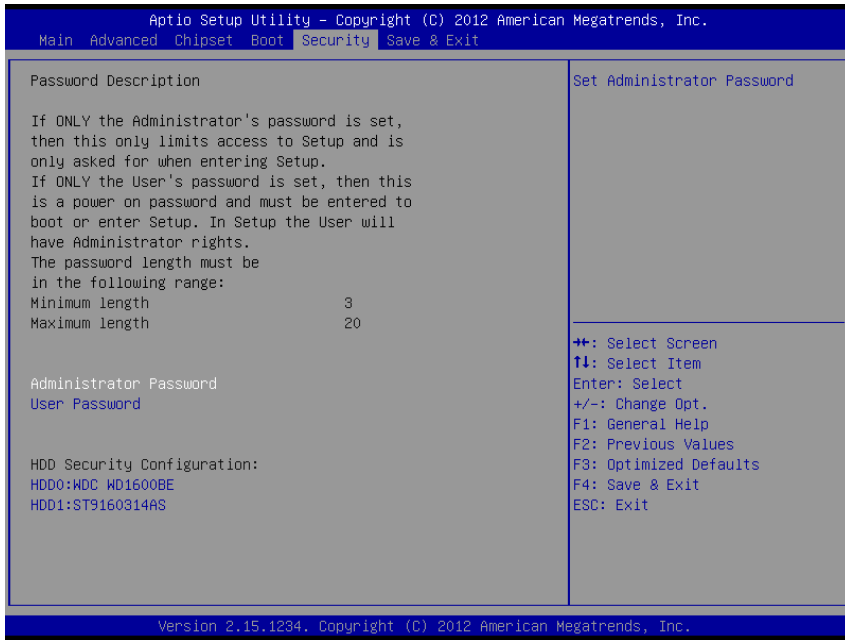 Aptio Setup Utility – Copyright (C) 2012 American Megatrends, Inc.
Main Advanced Chipset Boot Security Save & Exit
Password Description
If ONLY the Administrator's password is set,
then this only limits access to Setup and is
only asked for when entering Setup.
If ONLY the User's password is set, then this
is a power on password and must be entered to
boot or enter Setup. In Setup the User will
have Administrator rights.
The password length must be
in the following range:
Minimum length 3
Maximum length 20
Administrator Password
User Password
HDD Security Configuration:
HDD0:WDC WD1600BE
HDD1:ST9160314AS
Set Administrator Password
→←: Select Screen
↑↓: Select Item
Enter: Select
+/-: Change Opt.
F1: General Help
F2: Previous Values
F3: Optimized Defaults
F4: Save & Exit
ESC: Exit
Version 2.15.1234. Copyright (C) 2012 American Megatrends, Inc.